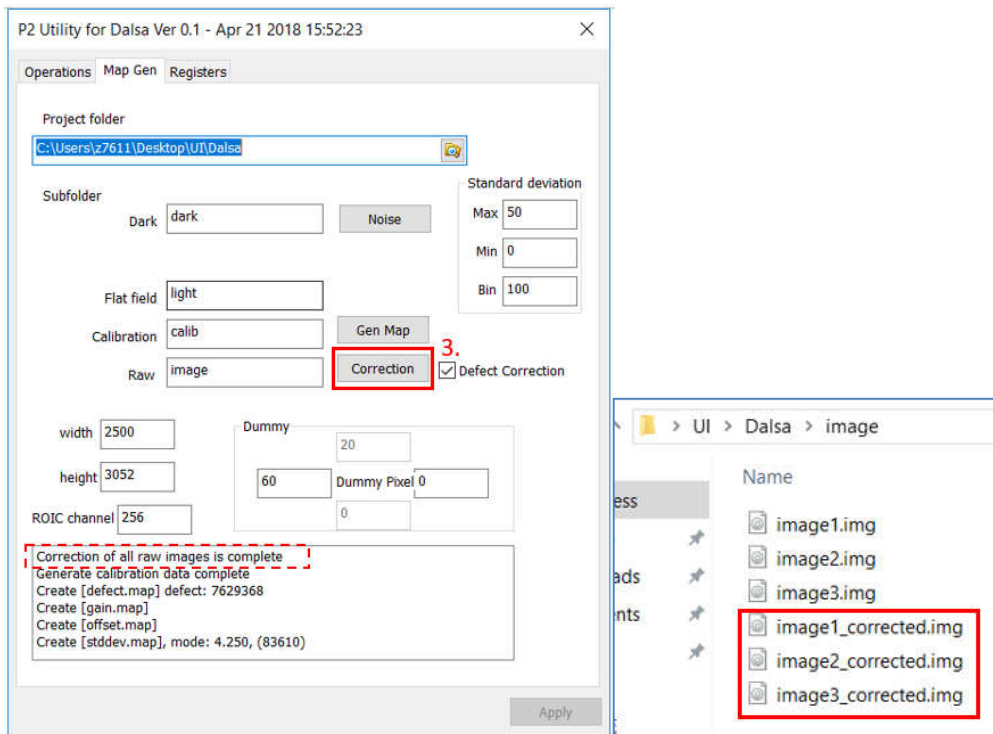 P2 Utility for Dalsa Ver 0.1 - Apr 21 2018 15:52:23
Operations Map Gen Registers
Project folder
C:\Users\z7611\Desktop\UI\Dalsa
Subfolder
Dark dark Noise
Standard deviation
Max 50
Min 0
Bin 100
Flat field light
Calibration calib Gen Map
3.
Raw image Correction Defect Correction
width 2500
height 3052
ROIC channel 256
Dummy
20
60 Dummy Pixel 0
0
Correction of all raw images is complete
Generate calibration data complete
Create [defect.map] defect: 7629368
Create [gain.map]
Create [offset.map]
Create [stddev.map], mode: 4.250, (83610)
Apply
> UI > Dalsa > image
Name
ess
ads
nts
image1.img
image2.img
image3.img
image1_corrected.img
image2_corrected.img
image3_corrected.img